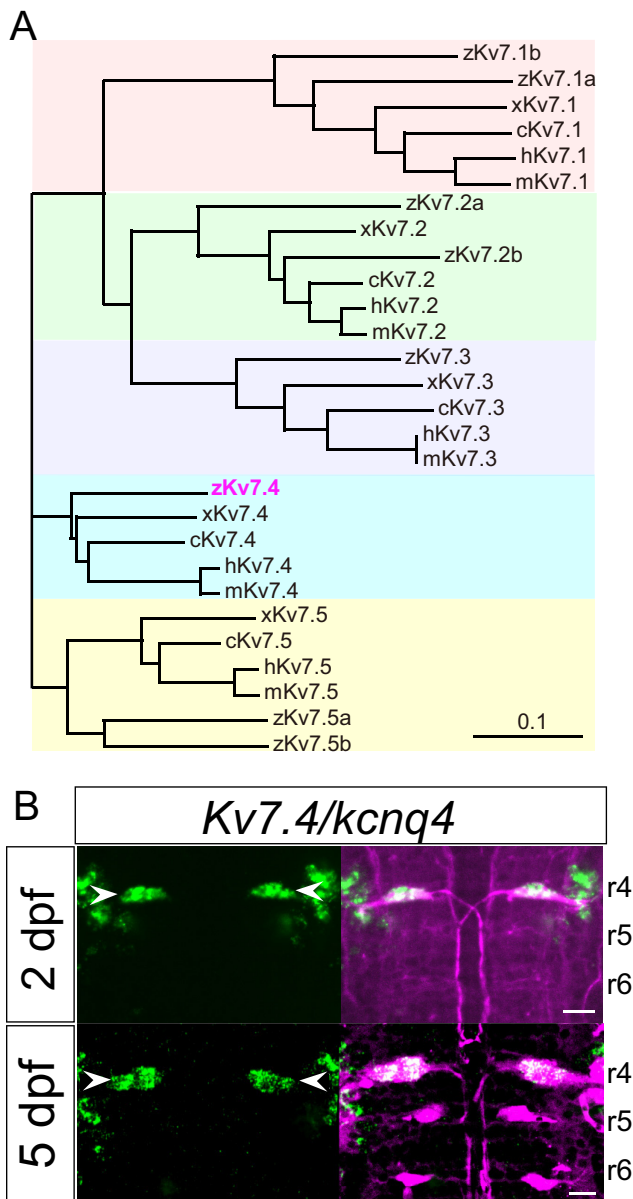 A
zKv7.1b
zKv7.1a
xKv7.1
cKv7.1
hKv7.1
mKv7.1
zKv7.2a
xKv7.2
zKv7.2b
cKv7.2
hKv7.2
mKv7.2
zKv7.3
xKv7.3
cKv7.3
hKv7.3
mKv7.3
zKv7.4
xKv7.4
cKv7.4
hKv7.4
mKv7.4
xKv7.5
cKv7.5
hKv7.5
mKv7.5
zKv7.5a
zKv7.5b
0.1
B
Kv7.4/kcnq4
2 dpf
r4
r5
r6
5 dpf
r4
r5
r6